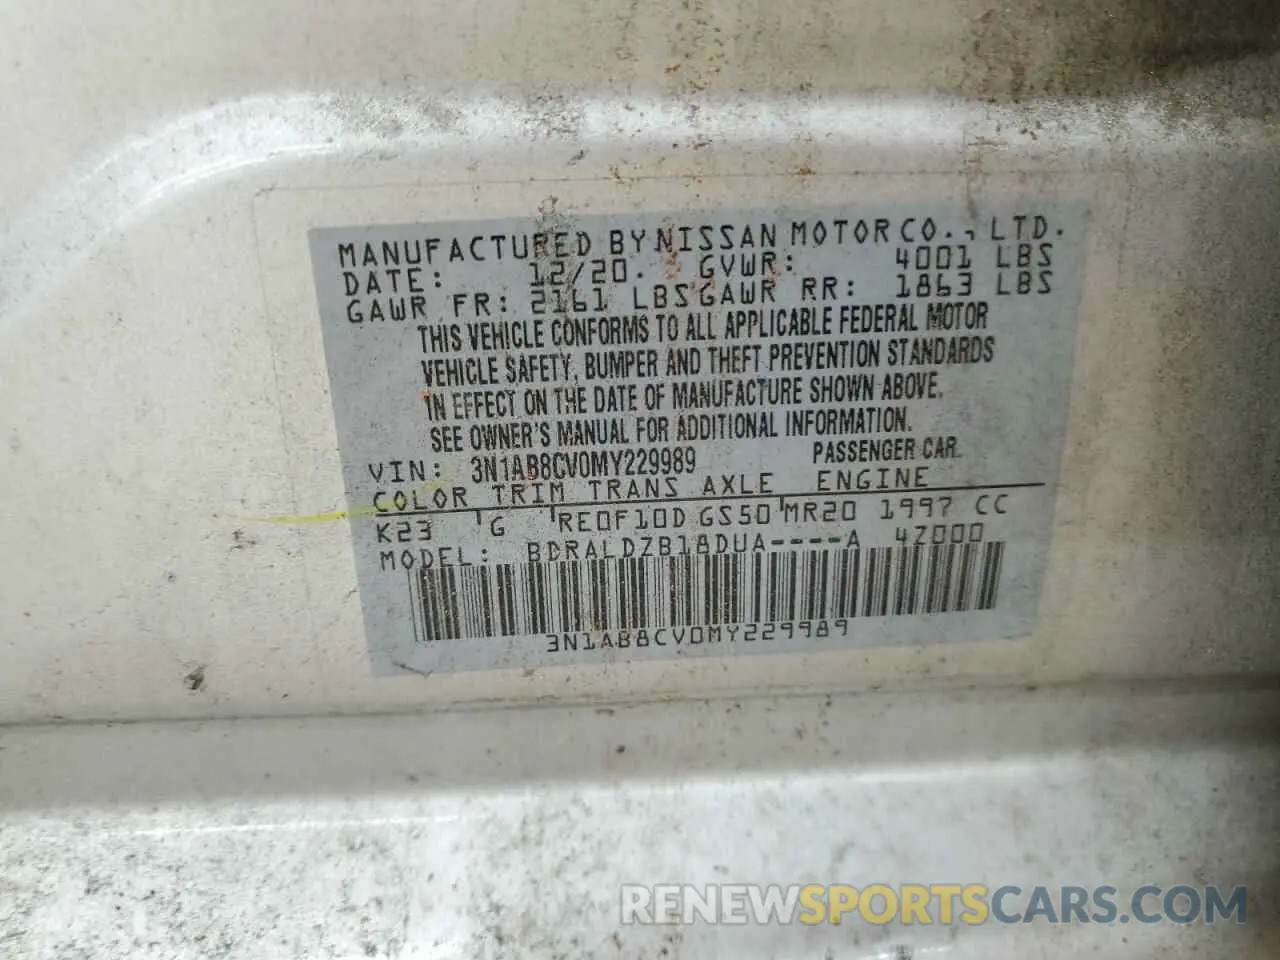 MANUFACTURED BY NISSAN MOTOR CO., LTD.
DATE: 12/20. GVWR: 4001 LBS
GAWR FR: 2161 LBS GAWR RR: 1863 LBS
THIS VEHICLE CONFORMS TO ALL APPLICABLE FEDERAL MOTOR
VEHICLE SAFETY, BUMPER AND THEFT PREVENTION STANDARDS
IN EFFECT ON THE DATE OF MANUFACTURE SHOWN ABOVE.
SEE OWNER'S MANUAL FOR ADDITIONAL INFORMATION.
VIN: 3N1AB8CV0MY229989 PASSENGER CAR.
COLOR TRIM TRANS AXLE ENGINE
K23 G RE0F10D GS50 MR20 1997 CC
MODEL: BDRALDZB18DUA----A 4Z000
3N1AB8CV0MY229989
RENEWSPORTSCARS.COM